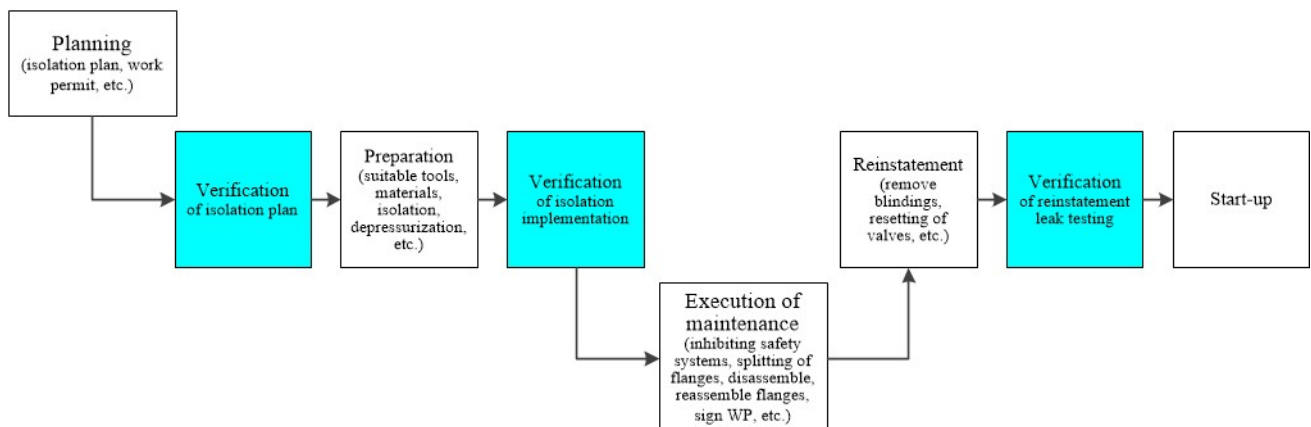 Planning
(isolation plan, work
permit, etc.)
Verification
of isolation plan
Preparation
(suitable tools,
materials,
isolation,
depressurization,
etc.)
Verification
of isolation
implementation
Execution of
maintenance
(inhibiting safety
systems, splitting of
flanges, disassemble,
reassemble flanges,
sign WP, etc.)
Reinstatement
(remove
blindings,
resetting of
valves, etc.)
Verification
of reinstatement
leak testing
Start-up